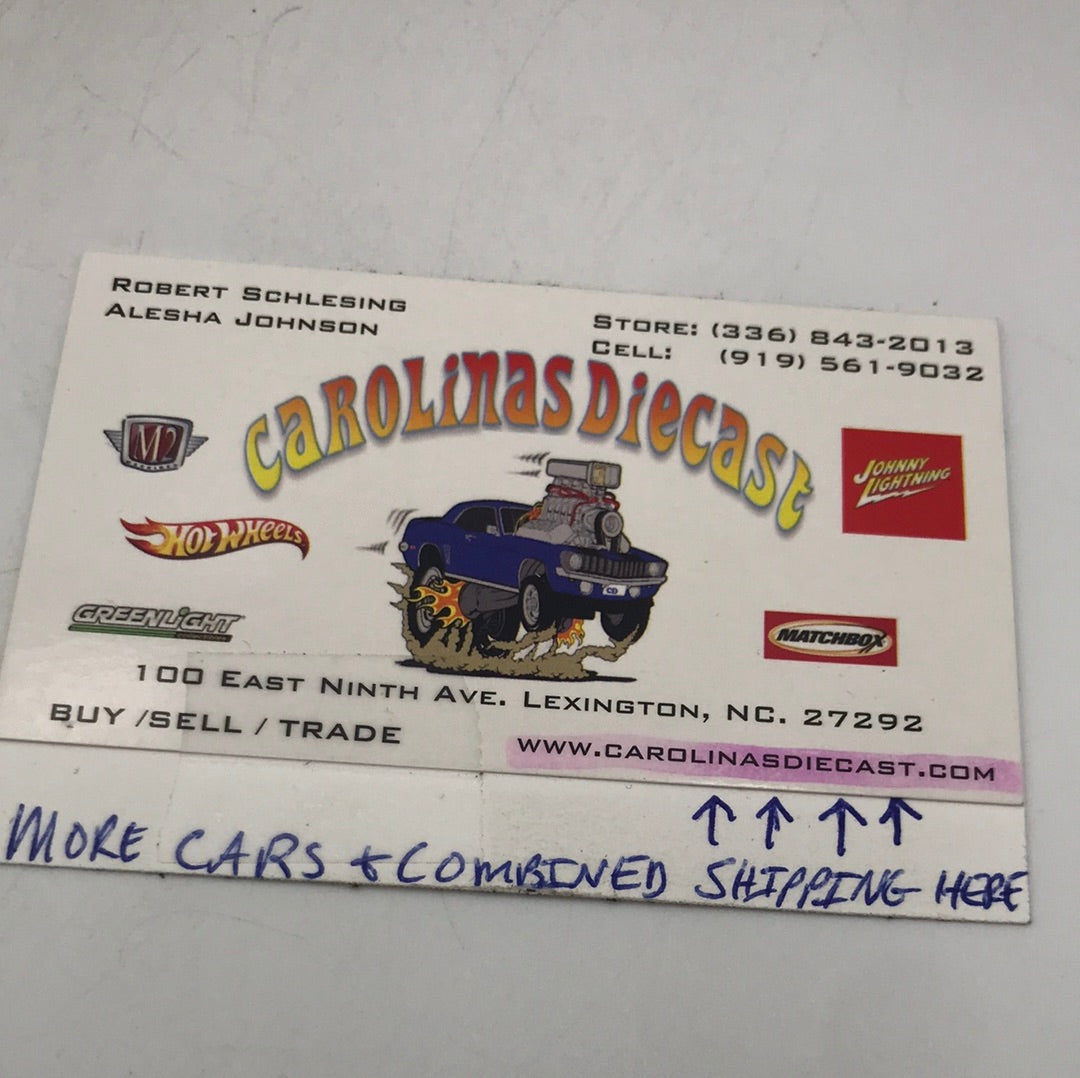 ROBERT SCHLESING
ALESHA JOHNSON
STORE: (336) 843-2013
CELL: (919) 561-9032
CAROLINAS DIECAST
M2
JOHNNY
LIGHTNING
HOT WHEELS
CD
GREENLIGHT
MATCHBOX
100 EAST NINTH AVE. LEXINGTON, NC. 27292
BUY /SELL / TRADE
WWW.CAROLINASDIECAST.COM
↑ ↑ ↑ ↑
MORE CARS + COMBINED SHIPPING HERE